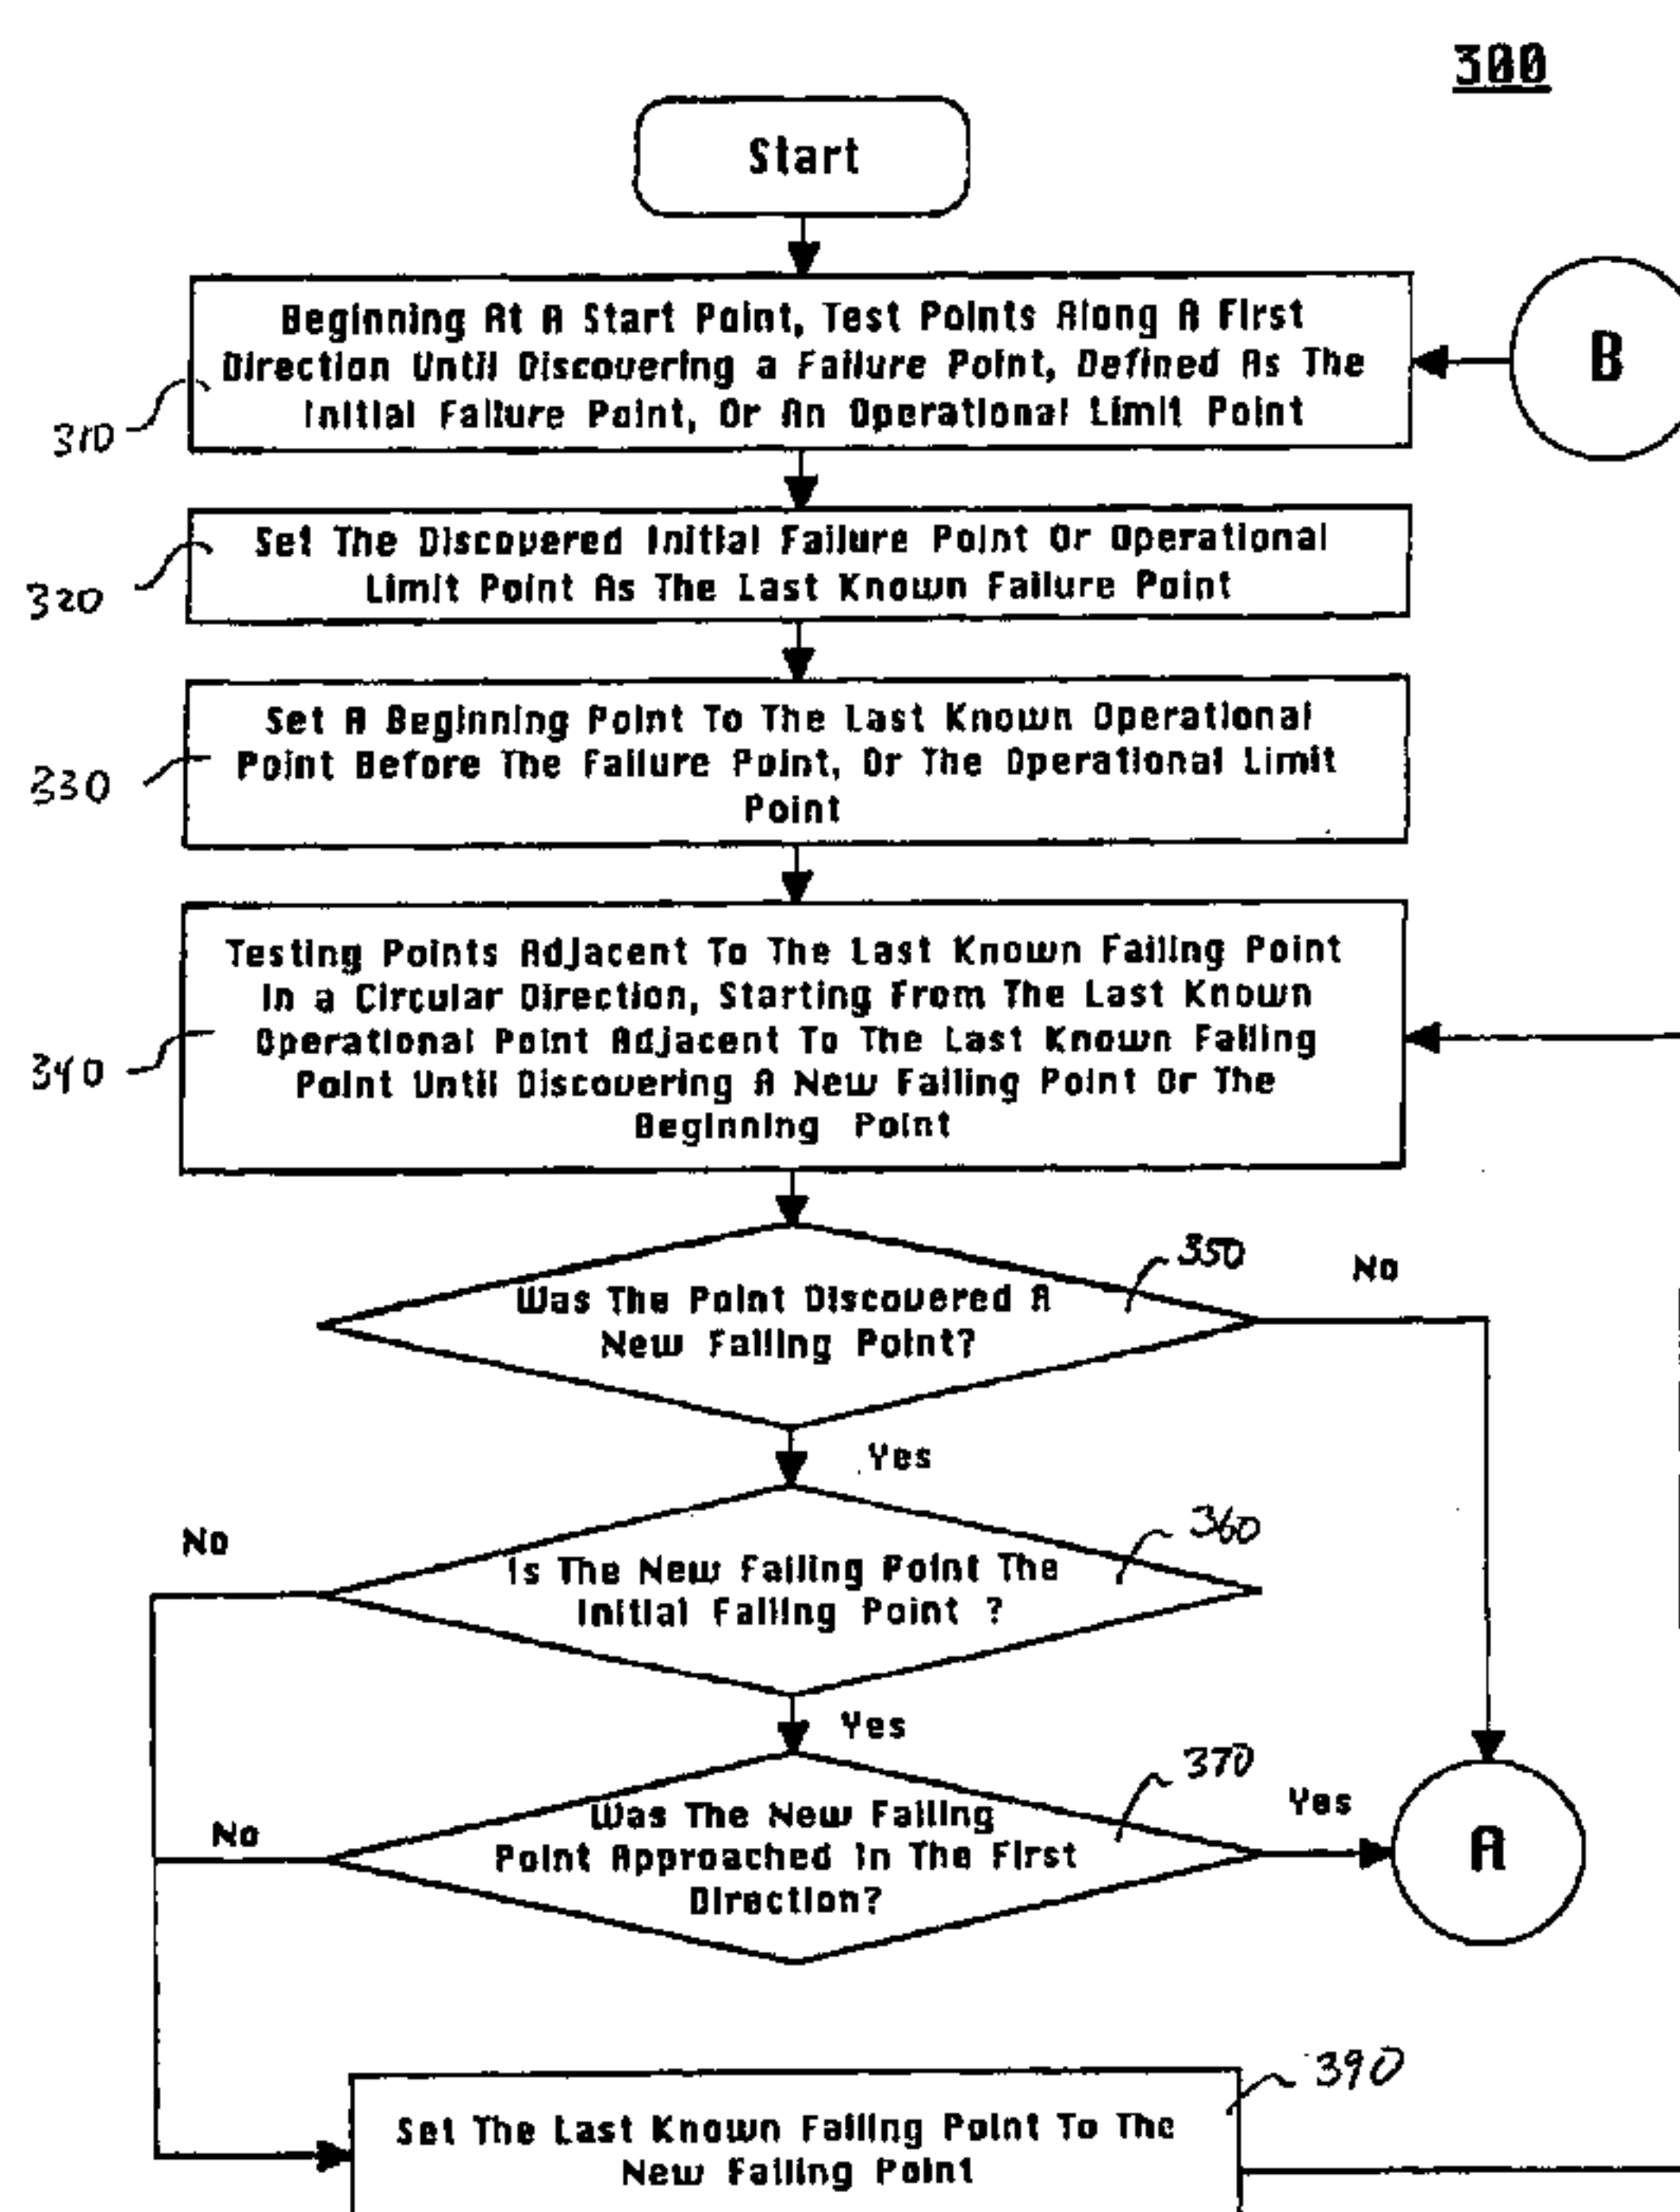 300
Start
Beginning At A Start Point, Test Points Along A First
Direction Until Discovering a Failure Point, Defined As The
Initial Failure Point, Or An Operational Limit Point
B
310
Set The Discovered Initial Failure Point Or Operational
Limit Point As The Last Known Failure Point
320
Set A Beginning Point To The Last Known Operational
Point Before The Failure Point, Or The Operational Limit
Point
330
Testing Points Adjacent To The Last Known Failing Point
In a Circular Direction, Starting From The Last Known
Operational Point Adjacent To The Last Known Failing
Point Until Discovering A New Failing Point Or The
Beginning Point
340
350
No
Was The Point Discovered A
New Failing Point?
Yes
360
No
Is The New Failing Point The
Initial Failing Point ?
Yes
370
Yes
No
Was The New Failing
Point Approached In The First
Direction?
A
390
Set The Last Known Failing Point To The
New Failing Point